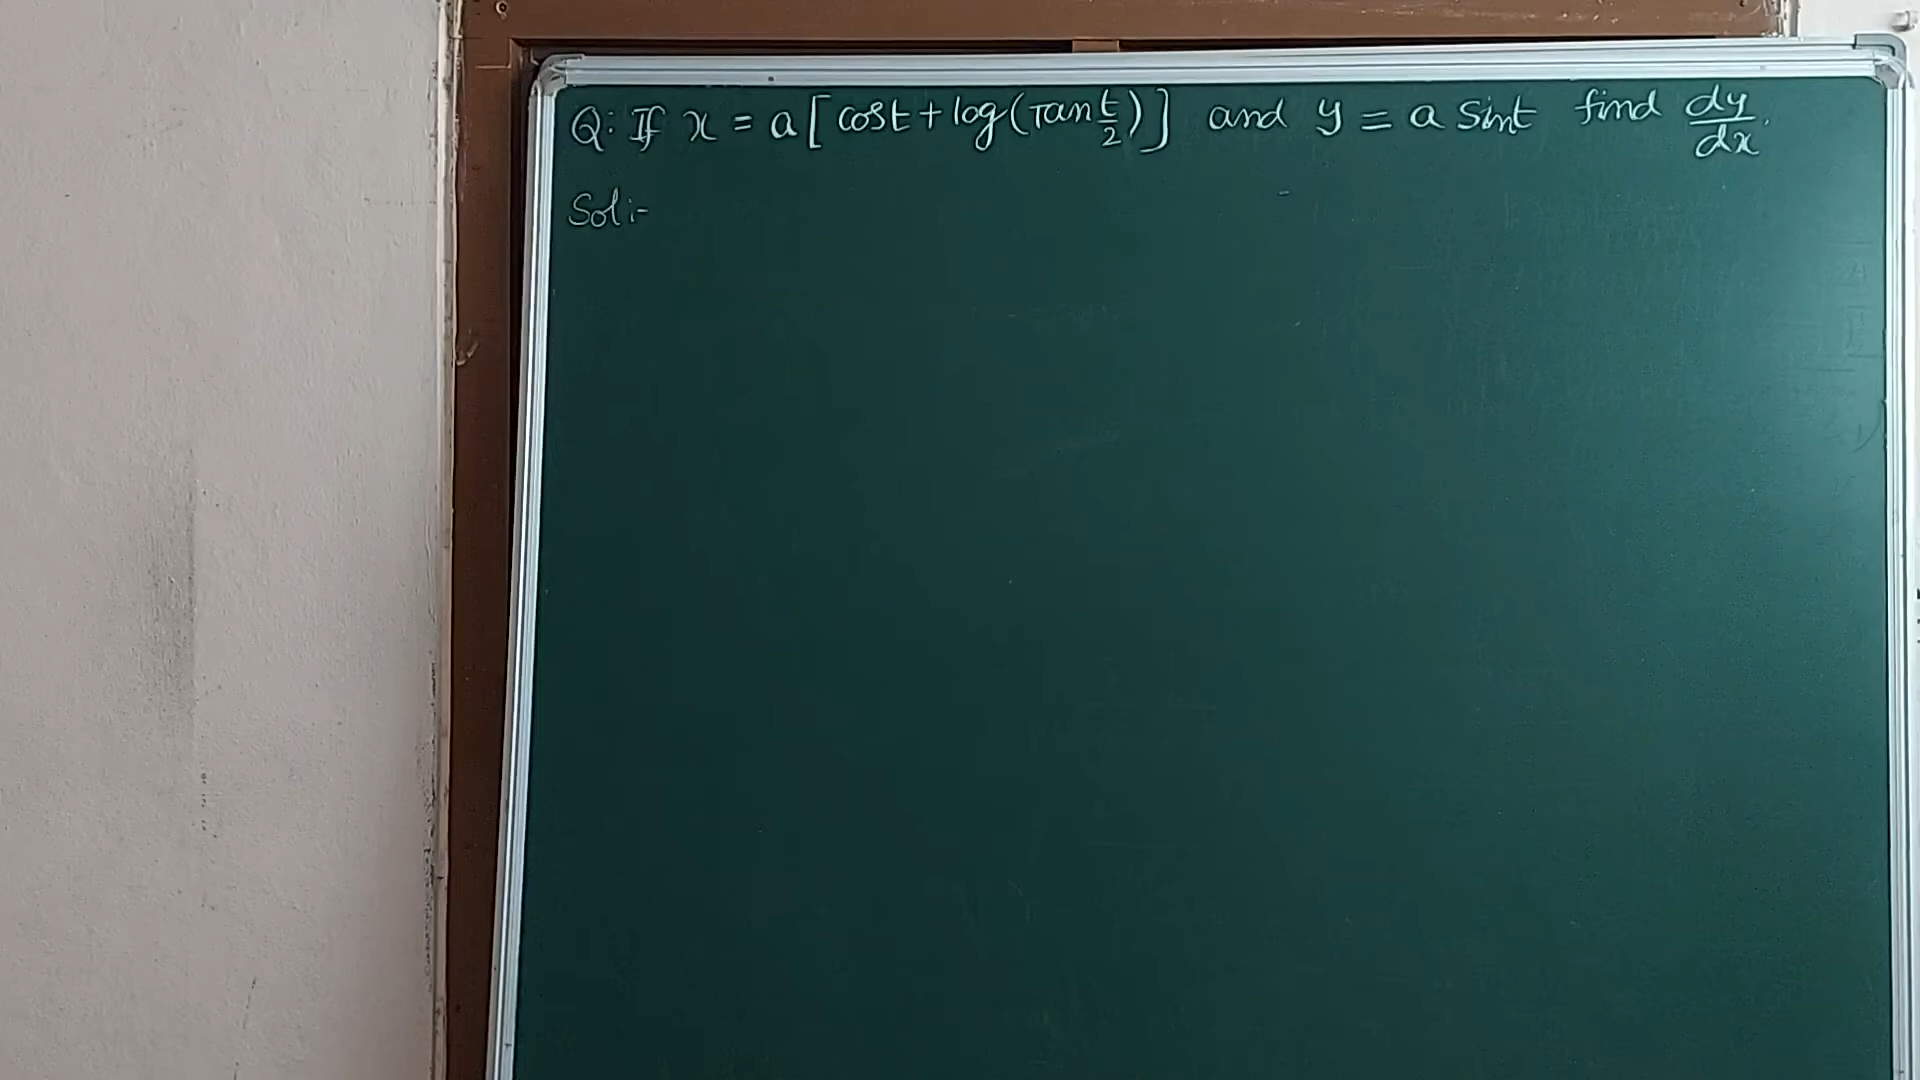 Q: If x = a[cost + log(Tan t/2)] and y = a Sint find dy/dx.
Sol:-